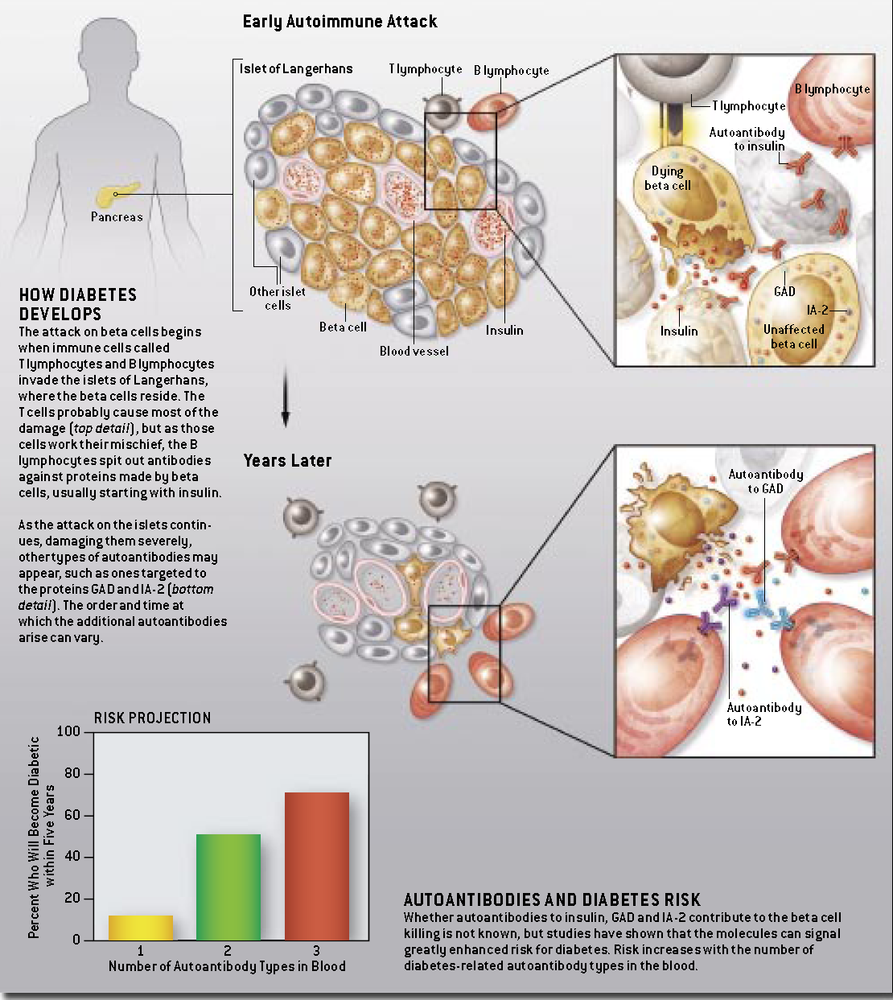 Early Autoimmune Attack
Islet of Langerhans
T lymphocyte
B lymphocyte
Pancreas
Other islet
cells
Beta cell
Blood vessel
Insulin
B lymphocyte
T lymphocyte
Autoantibody
to insulin
Dying
beta cell
GAD
IA-2
Insulin
Unaffected
beta cell
HOW DIABETES
DEVELOPS
The attack on beta cells begins
when immune cells called
T lymphocytes and B lymphocytes
invade the islets of Langerhans,
where the beta cells reside. The
T cells probably cause most of the
damage (top detail), but as those
cells work their mischief, the B
lymphocytes spit out antibodies
against proteins made by beta
cells, usually starting with insulin.
As the attack on the islets contin-
ues, damaging them severely,
other types of autoantibodies may
appear, such as ones targeted to
the proteins GAD and IA-2 (bottom
detail). The order and time at
which the additional autoantibodies
arise can vary.
Years Later
Autoantibody
to GAD
Autoantibody
to IA-2
RISK PROJECTION
Percent Who Will Become Diabetic
within Five Years
100
80
60
40
20
0
1 2 3
Number of Autoantibody Types in Blood
AUTOANTIBODIES AND DIABETES RISK
Whether autoantibodies to insulin, GAD and IA-2 contribute to the beta cell
killing is not known, but studies have shown that the molecules can signal
greatly enhanced risk for diabetes. Risk increases with the number of
diabetes-related autoantibody types in the blood.